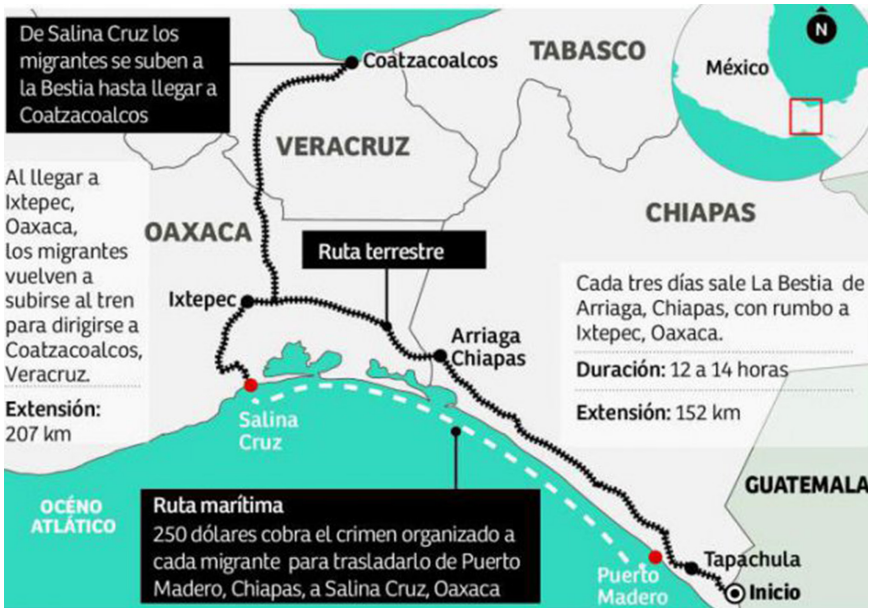 De Salina Cruz los
migrantes se suben a
la Bestia hasta llegar a
Coatzacoalcos
Coatzacoalcos
TABASCO
México
N
VERACRUZ
Al llegar a
Ixtepec,
Oaxaca,
los migrantes
vuelven a
subirse al tren
para dirigirse a
Coatzacoalcos,
Veracruz.
Extensión:
207 km
OAXACA
CHIAPAS
Ruta terrestre
Ixtepec
Arriaga
Chiapas
Cada tres días sale La Bestia de
Arriaga, Chiapas, con rumbo a
Ixtepec, Oaxaca.
Duración: 12 a 14 horas
Extensión: 152 km
Salina
Cruz
GUATEMALA
OCÉNO
ATLÁTICO
Ruta marítima
250 dólares cobra el crimen organizado a
cada migrante para trasladarlo de Puerto
Madero, Chiapas, a Salina Cruz, Oaxaca
Puerto
Madero
Tapachula
Inicio